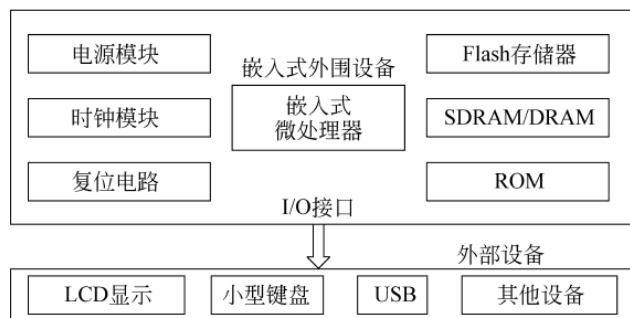 电源模块
时钟模块
复位电路
嵌入式外围设备
嵌入式
微处理器
Flash存储器
SDRAM/DRAM
ROM
I/O接口
外部设备
LCD显示
小型键盘
USB
其他设备